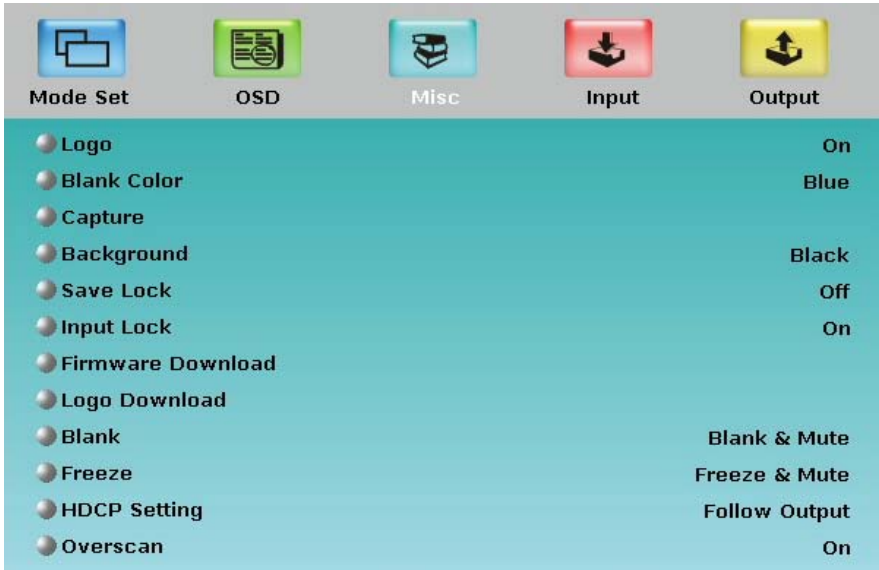 Mode Set OSD Misc Input Output
Logo On
Blank Color Blue
Capture
Background Black
Save Lock Off
Input Lock On
Firmware Download
Logo Download
Blank Blank & Mute
Freeze Freeze & Mute
HDCP Setting Follow Output
Overscan On